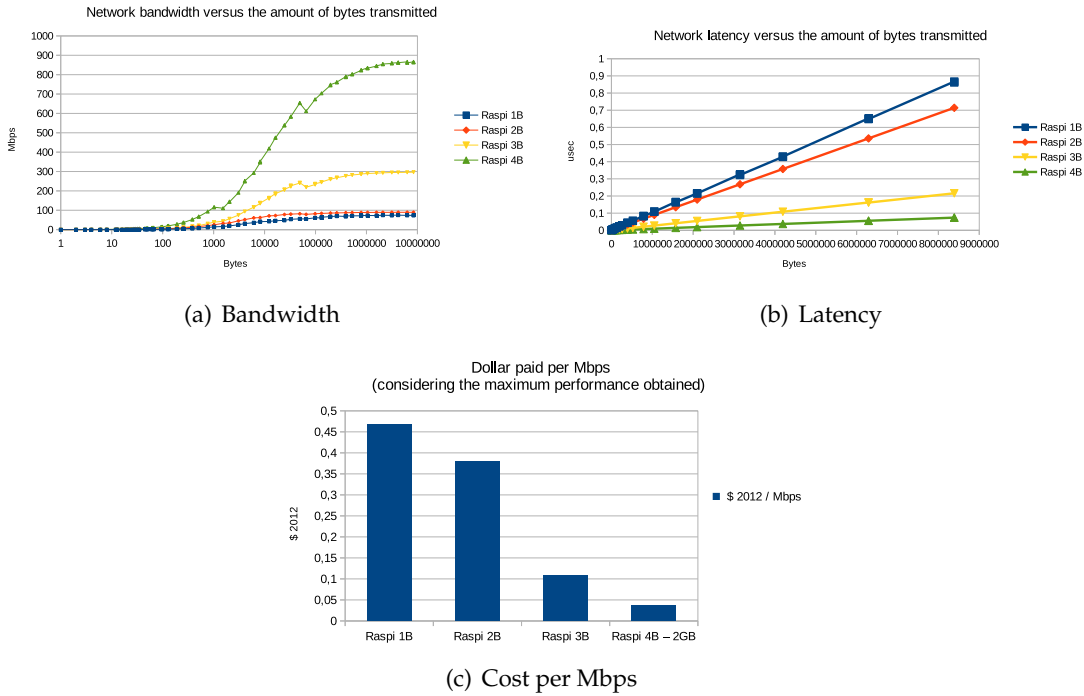 Network bandwidth versus the amount of bytes transmitted
1000
900
800
700
600
500
400
300
200
100
0
Mbps
1 10 100 1000 10000 100000 1000000 10000000
Bytes
Raspi 1B
Raspi 2B
Raspi 3B
Raspi 4B
(a) Bandwidth
Network latency versus the amount of bytes transmitted
1
0,9
0,8
0,7
0,6
0,5
0,4
0,3
0,2
0,1
0
usec
0 1000000 2000000 3000000 4000000 5000000 6000000 7000000 8000000 9000000
Bytes
Raspi 1B
Raspi 2B
Raspi 3B
Raspi 4B
(b) Latency
Dollar paid per Mbps
(considering the maximum performance obtained)
0,5
0,45
0,4
0,35
0,3
0,25
0,2
0,15
0,1
0,05
0
$ 2012
Raspi 1B Raspi 2B Raspi 3B Raspi 4B – 2GB
$ 2012 / Mbps
(c) Cost per Mbps